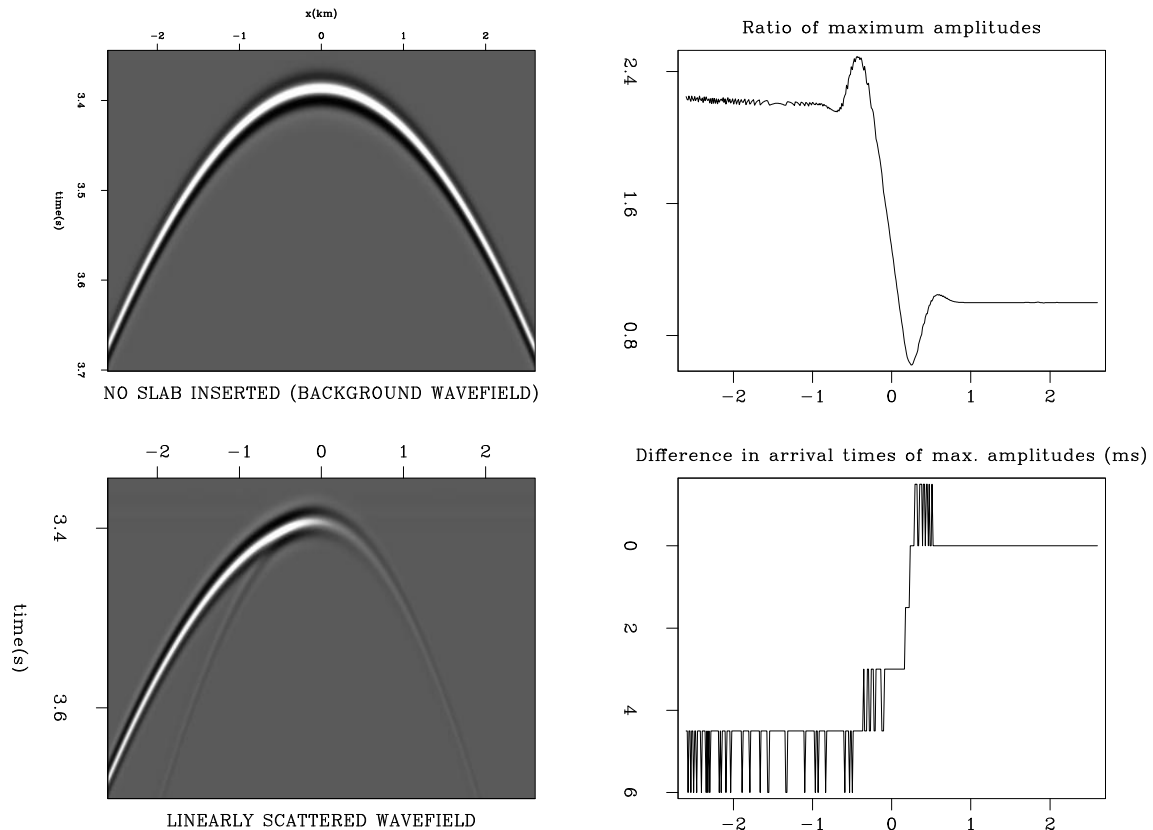 x(km)
-2 -1 0 1 2
3.4
3.5
3.6
3.7
time(s)
NO SLAB INSERTED (BACKGROUND WAVEFIELD)
Ratio of maximum amplitudes
2.4
1.6
0.8
-2 -1 0 1 2
-2 -1 0 1 2
3.4
3.6
time(s)
LINEARLY SCATTERED WAVEFIELD
Difference in arrival times of max. amplitudes (ms)
0
2
4
6
-2 -1 0 1 2